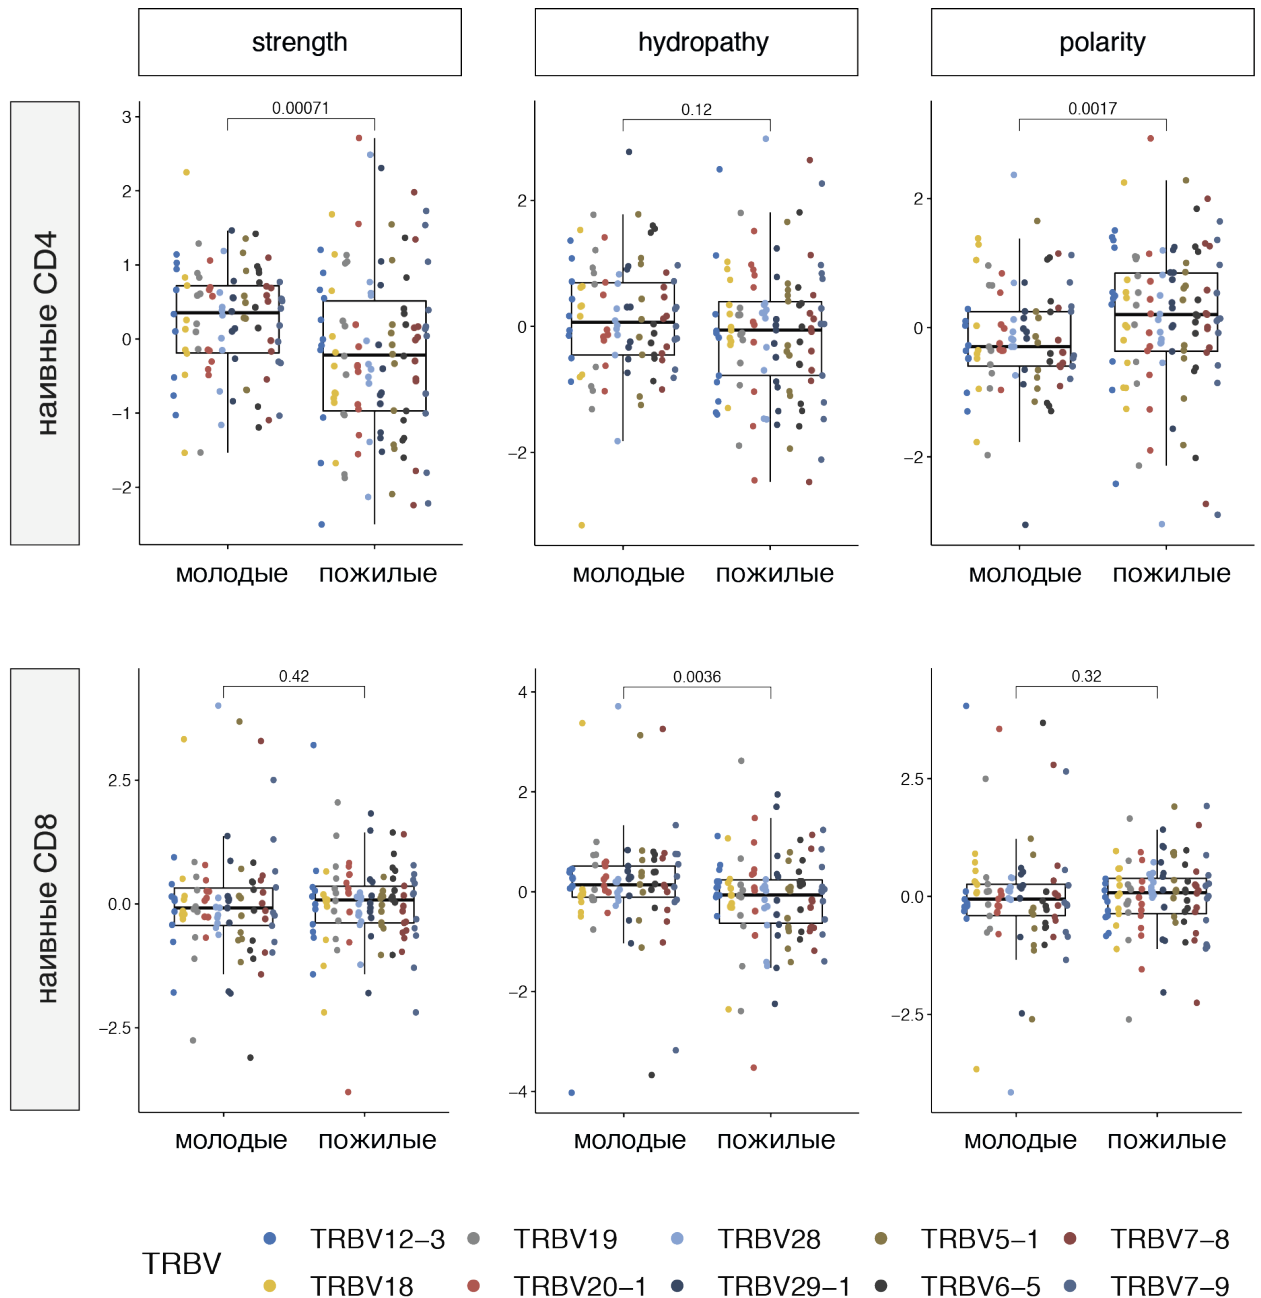 strength hydropathy polarity
наивные CD4
0.00071 0.12 0.0017
3
2
1
0
−1
−2
2
0
−2
2
0
−2
молодые пожилые молодые пожилые молодые пожилые
наивные CD8
0.42 0.0036 0.32
2.5
0.0
−2.5
4
2
0
−2
−4
2.5
0.0
−2.5
молодые пожилые молодые пожилые молодые пожилые
TRBV
TRBV12−3 TRBV19 TRBV28 TRBV5−1 TRBV7−8
TRBV18 TRBV20−1 TRBV29−1 TRBV6−5 TRBV7−9